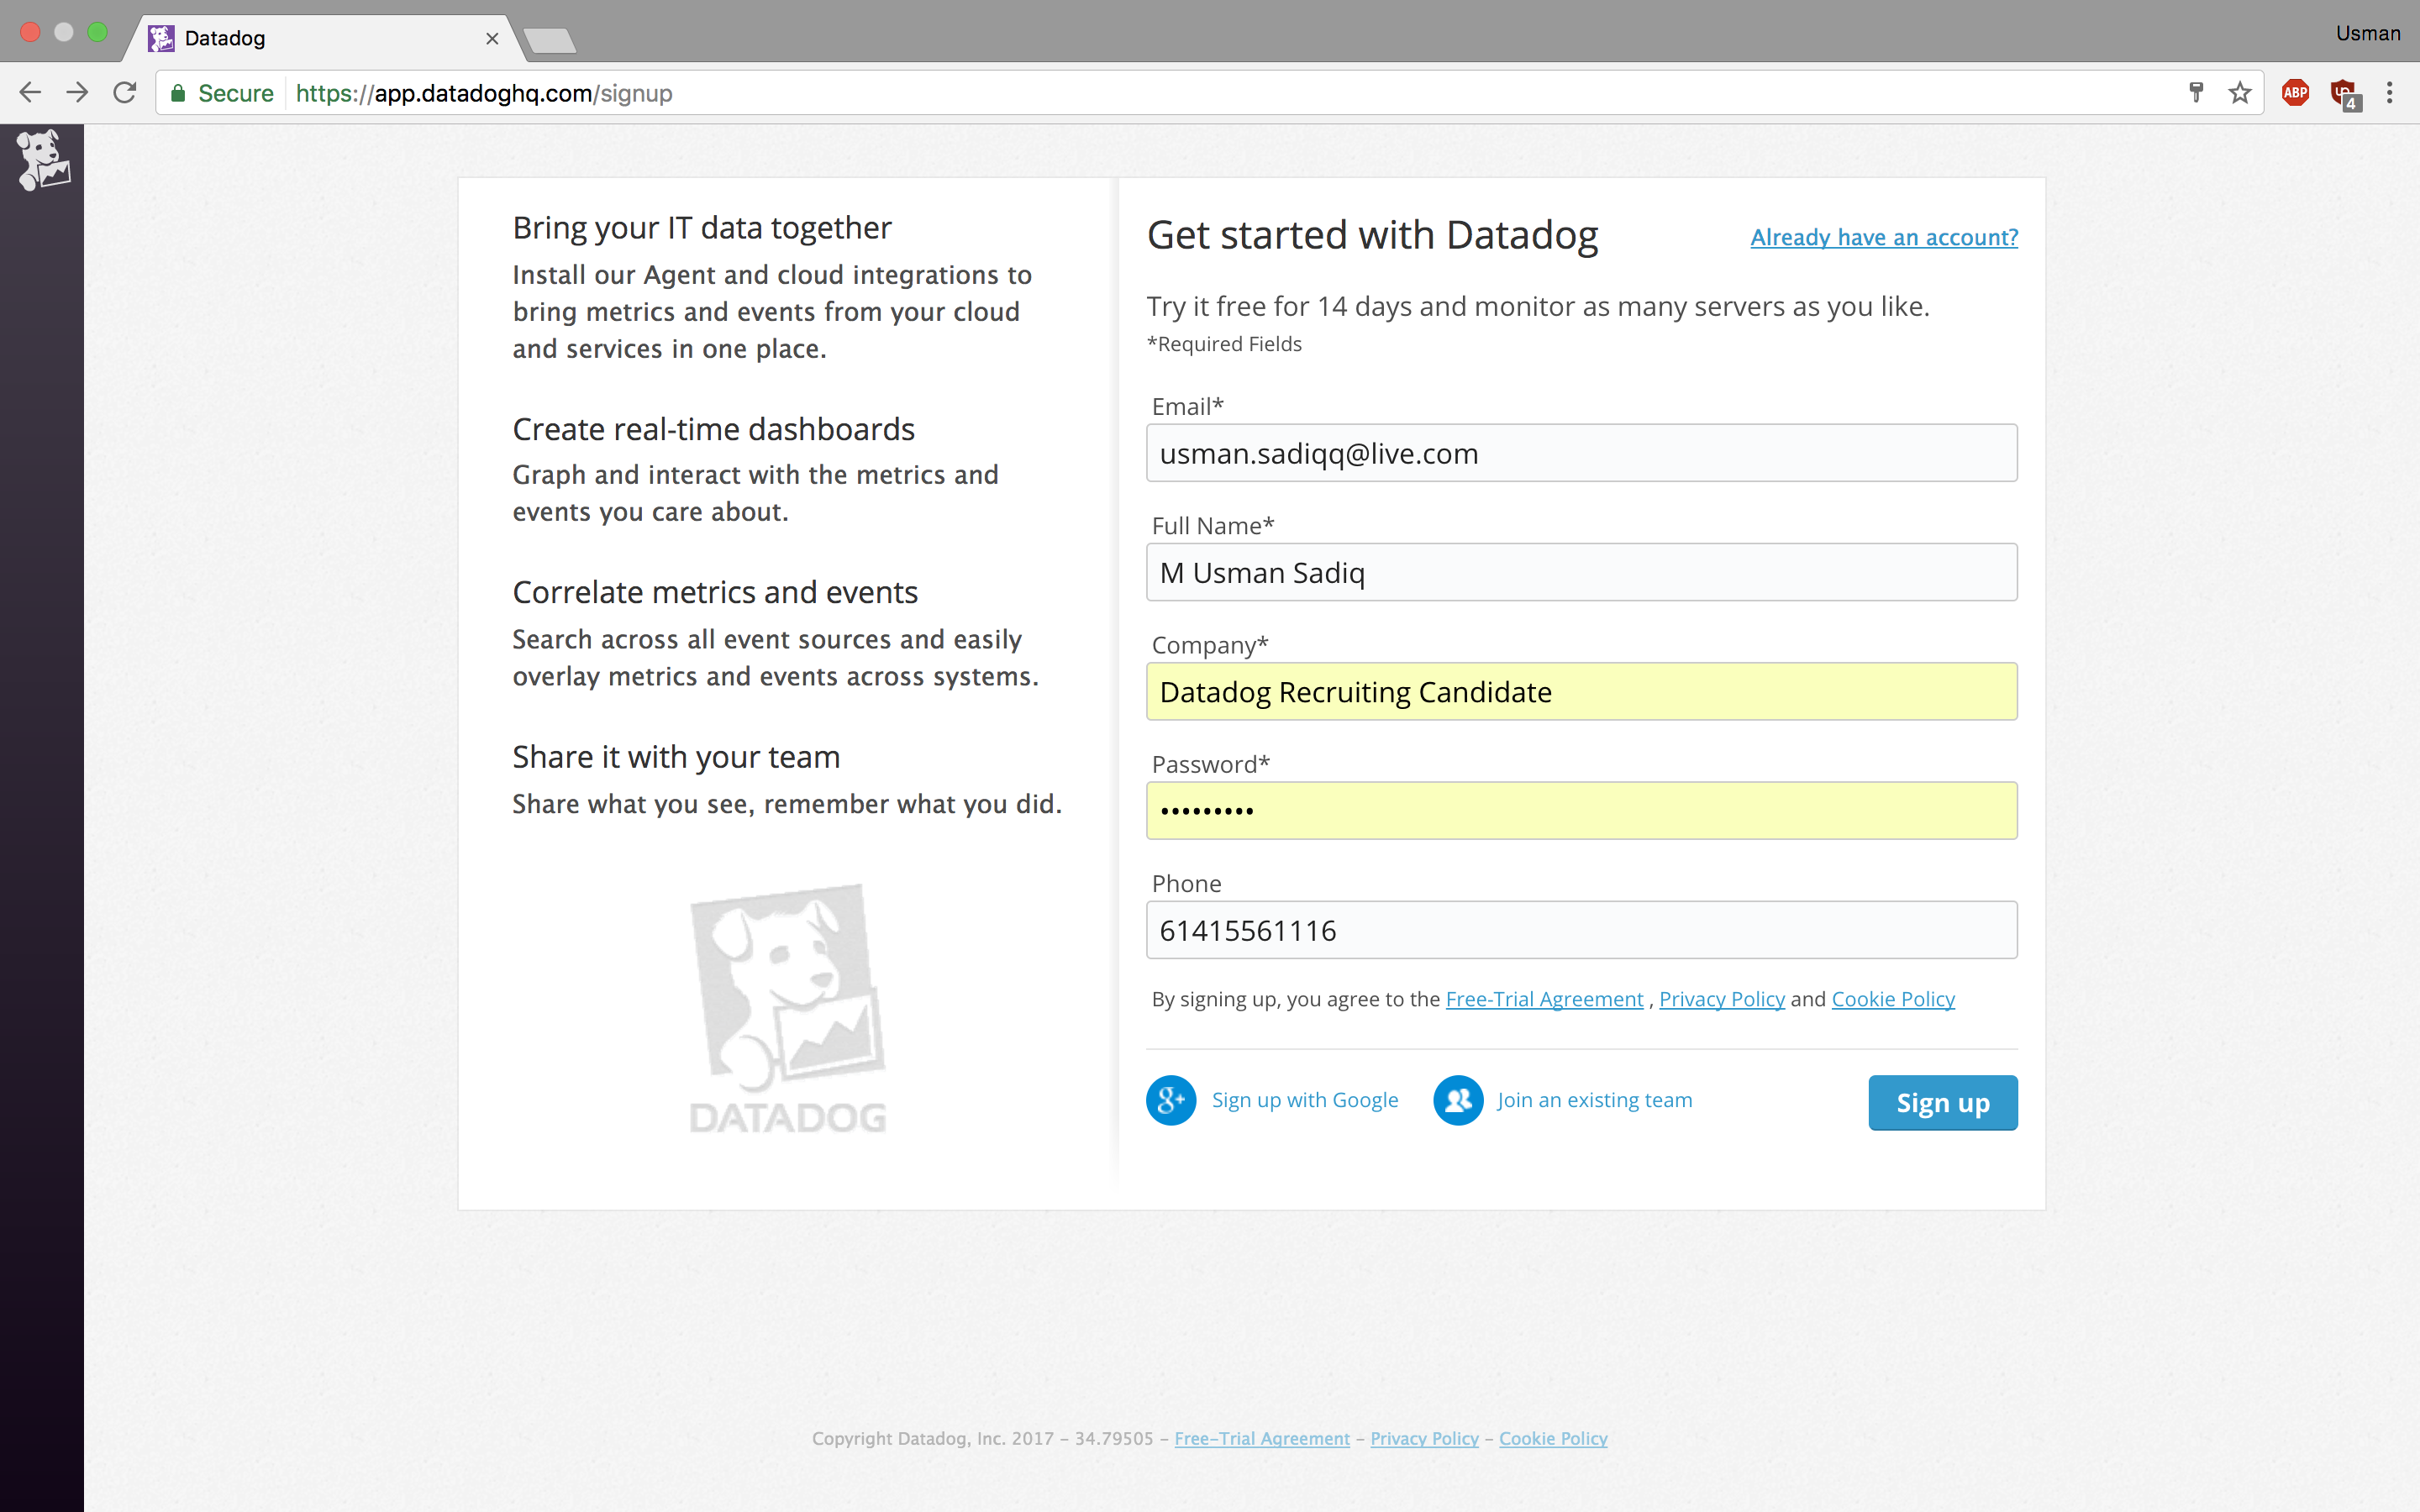 Datadog
Usman
Secure
https://app.datadoghq.com/signup
ABP
4
Bring your IT data together
Install our Agent and cloud integrations to
bring metrics and events from your cloud
and services in one place.
Create real-time dashboards
Graph and interact with the metrics and
events you care about.
Correlate metrics and events
Search across all event sources and easily
overlay metrics and events across systems.
Share it with your team
Share what you see, remember what you did.
DATADOG
Get started with Datadog
Already have an account?
Try it free for 14 days and monitor as many servers as you like.
*Required Fields
Email*
usman.sadiqq@live.com
Full Name*
M Usman Sadiq
Company*
Datadog Recruiting Candidate
Password*
•••••••••
Phone
61415561116
By signing up, you agree to the Free-Trial Agreement , Privacy Policy and Cookie Policy
g+ Sign up with Google
Join an existing team
Sign up
Copyright Datadog, Inc. 2017 – 34.79505 – Free-Trial Agreement – Privacy Policy – Cookie Policy